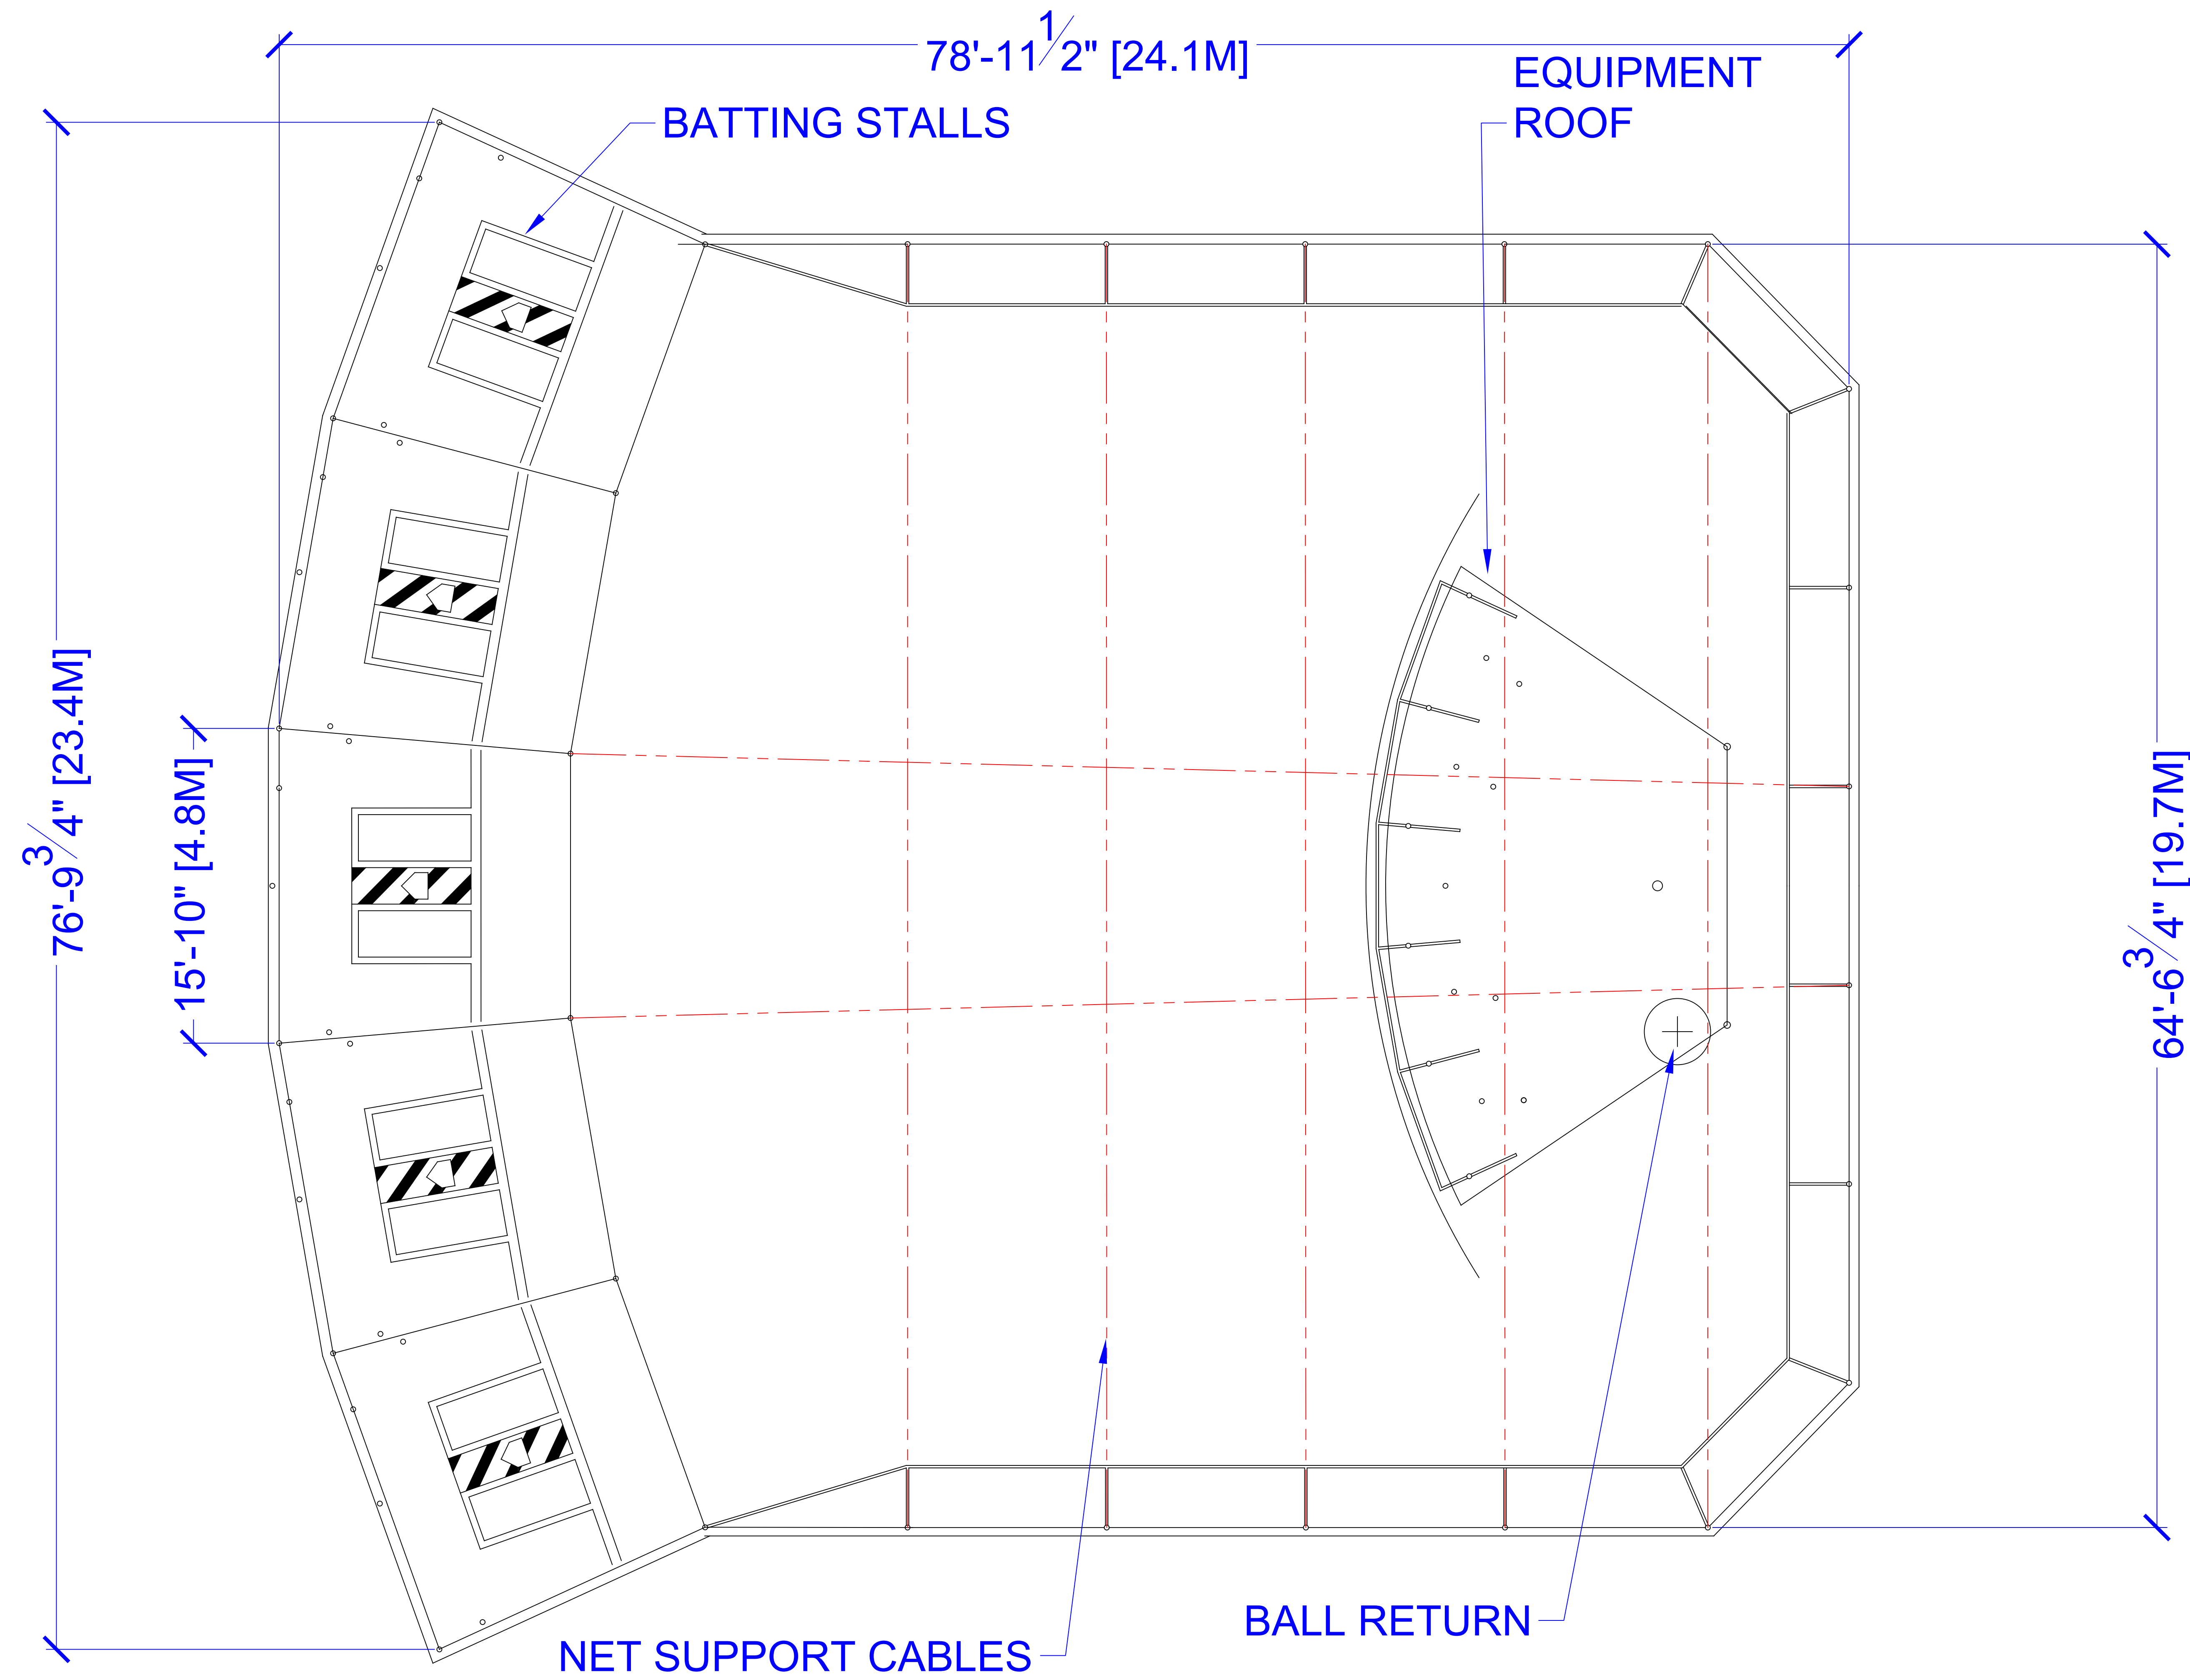 78'-11 1/2" [24.1M]
EQUIPMENT
ROOF
BATTING STALLS
76'-9 3/4" [23.4M]
15'-10" [4.8M]
64'-6 3/4" [19.7M]
BALL RETURN
NET SUPPORT CABLES